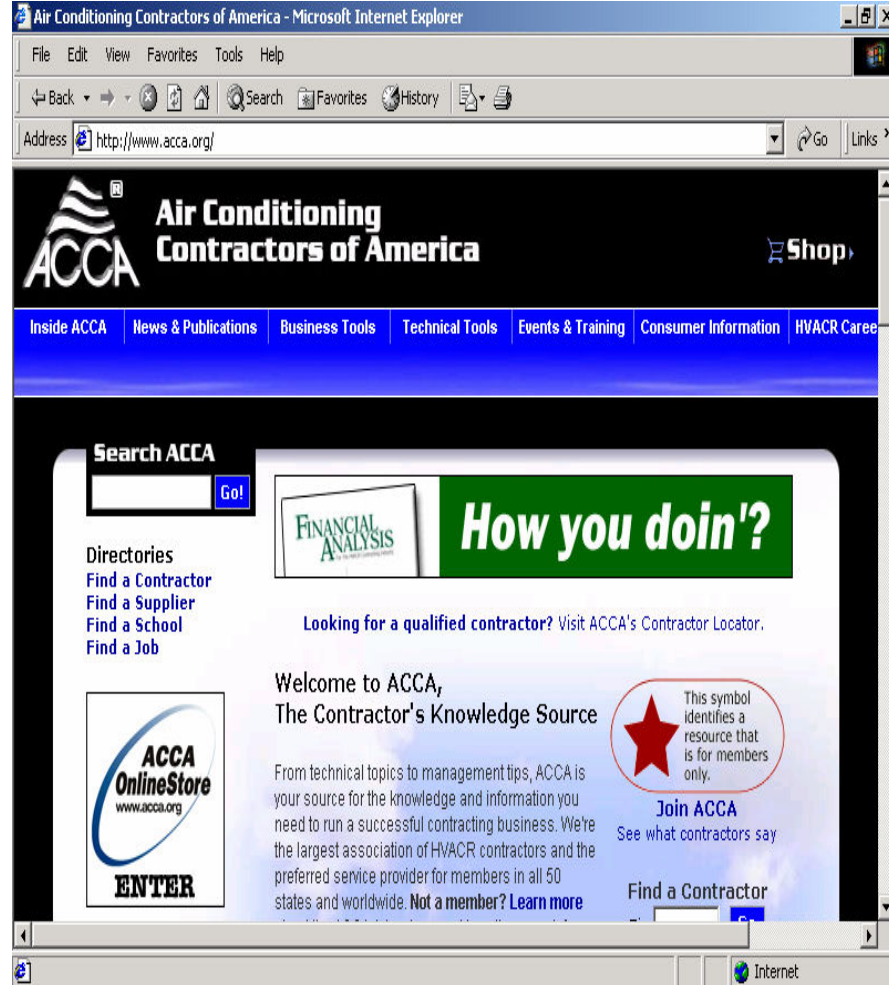 Air Conditioning Contractors of America - Microsoft Internet Explorer
File Edit View Favorites Tools Help
Back Search Favorites History
Address http://www.acca.org/ Go Links
ACCA ®
Air Conditioning
Contractors of America
Shop
Inside ACCA News & Publications Business Tools Technical Tools Events & Training Consumer Information HVACR Caree
Search ACCA
Go!
Directories
Find a Contractor
Find a Supplier
Find a School
Find a Job
ACCA
OnlineStore
www.acca.org
ENTER
FINANCIAL
ANALYSIS
How you doin'?
Looking for a qualified contractor? Visit ACCA's Contractor Locator.
Welcome to ACCA,
The Contractor's Knowledge Source
From technical topics to management tips, ACCA is
your source for the knowledge and information you
need to run a successful contracting business. We're
the largest association of HVACR contractors and the
preferred service provider for members in all 50
states and worldwide. Not a member? Learn more
This symbol
identifies a
resource that
is for members
only.
Join ACCA
See what contractors say
Find a Contractor
Internet